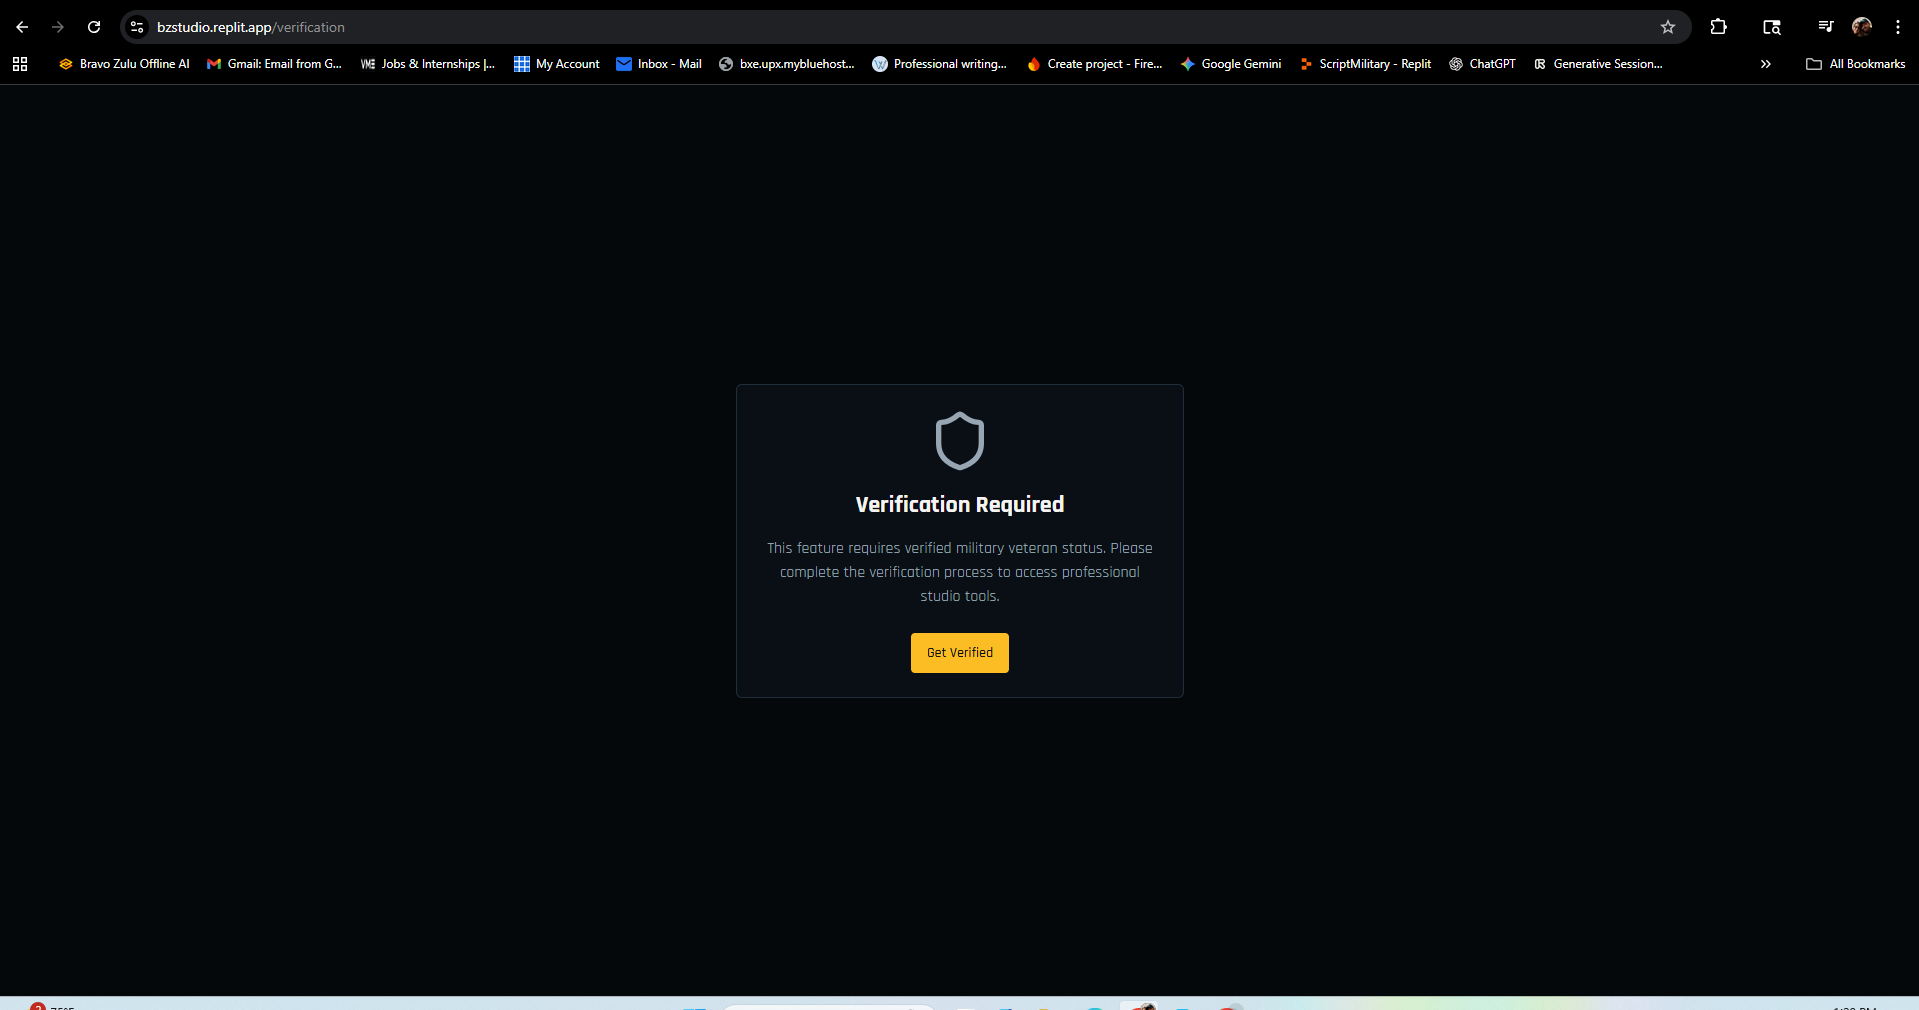 bzstudio.replit.app/verification
Bravo Zulu Offline AI
Gmail: Email from G...
VME Jobs & Internships |...
My Account
Inbox - Mail
bxe.upx.mybluehost...
Professional writing...
Create project - Fire...
Google Gemini
ScriptMilitary - Replit
ChatGPT
Generative Session...
All Bookmarks
Verification Required
This feature requires verified military veteran status. Please
complete the verification process to access professional
studio tools.
Get Verified